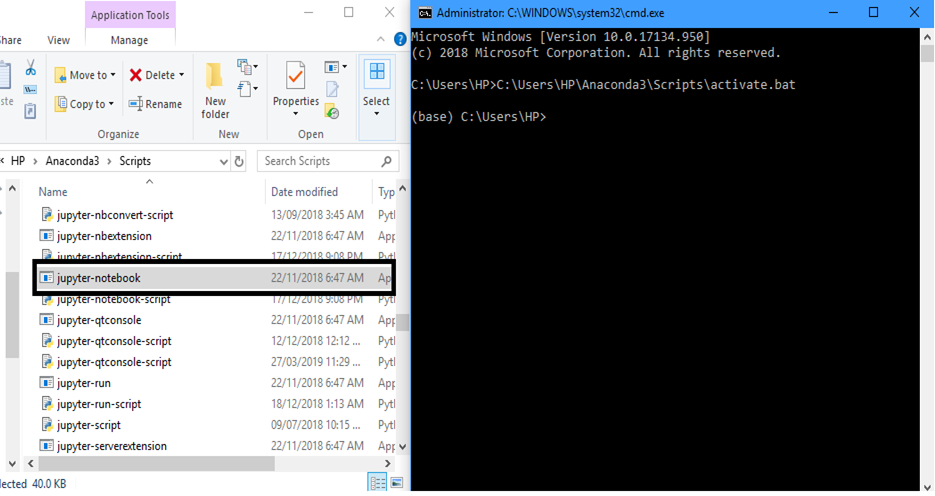 Application Tools
Share View Manage
Move to
Copy to
Delete
Rename
New
folder
Properties
Select
Organize New Open
« HP > Anaconda3 > Scripts
Search Scripts
Name Date modified Typ
jupyter-nbconvert-script 13/09/2018 3:45 AM Pyt
jupyter-nbextension 22/11/2018 6:47 AM App
jupyter-nbextension-script 17/12/2018 9:08 PM Pyt
jupyter-notebook 22/11/2018 6:47 AM Ap
jupyter-notebook-script 17/12/2018 9:08 PM Pyt
jupyter-qtconsole 22/11/2018 6:47 AM App
jupyter-qtconsole-script 12/12/2018 12:12 ... Pyt
jupyter-qtconsole-script 27/03/2019 11:29 ... Pyt
jupyter-run 22/11/2018 6:47 AM App
jupyter-run-script 18/12/2018 1:13 AM Pyt
jupyter-script 09/07/2018 10:15 ... Pyt
jupyter-serverextension 22/11/2018 6:47 AM App
lected 40.0 KB
Administrator: C:\WINDOWS\system32\cmd.exe
Microsoft Windows [Version 10.0.17134.950]
(c) 2018 Microsoft Corporation. All rights reserved.
C:\Users\HP>C:\Users\HP\Anaconda3\Scripts\activate.bat
(base) C:\Users\HP>